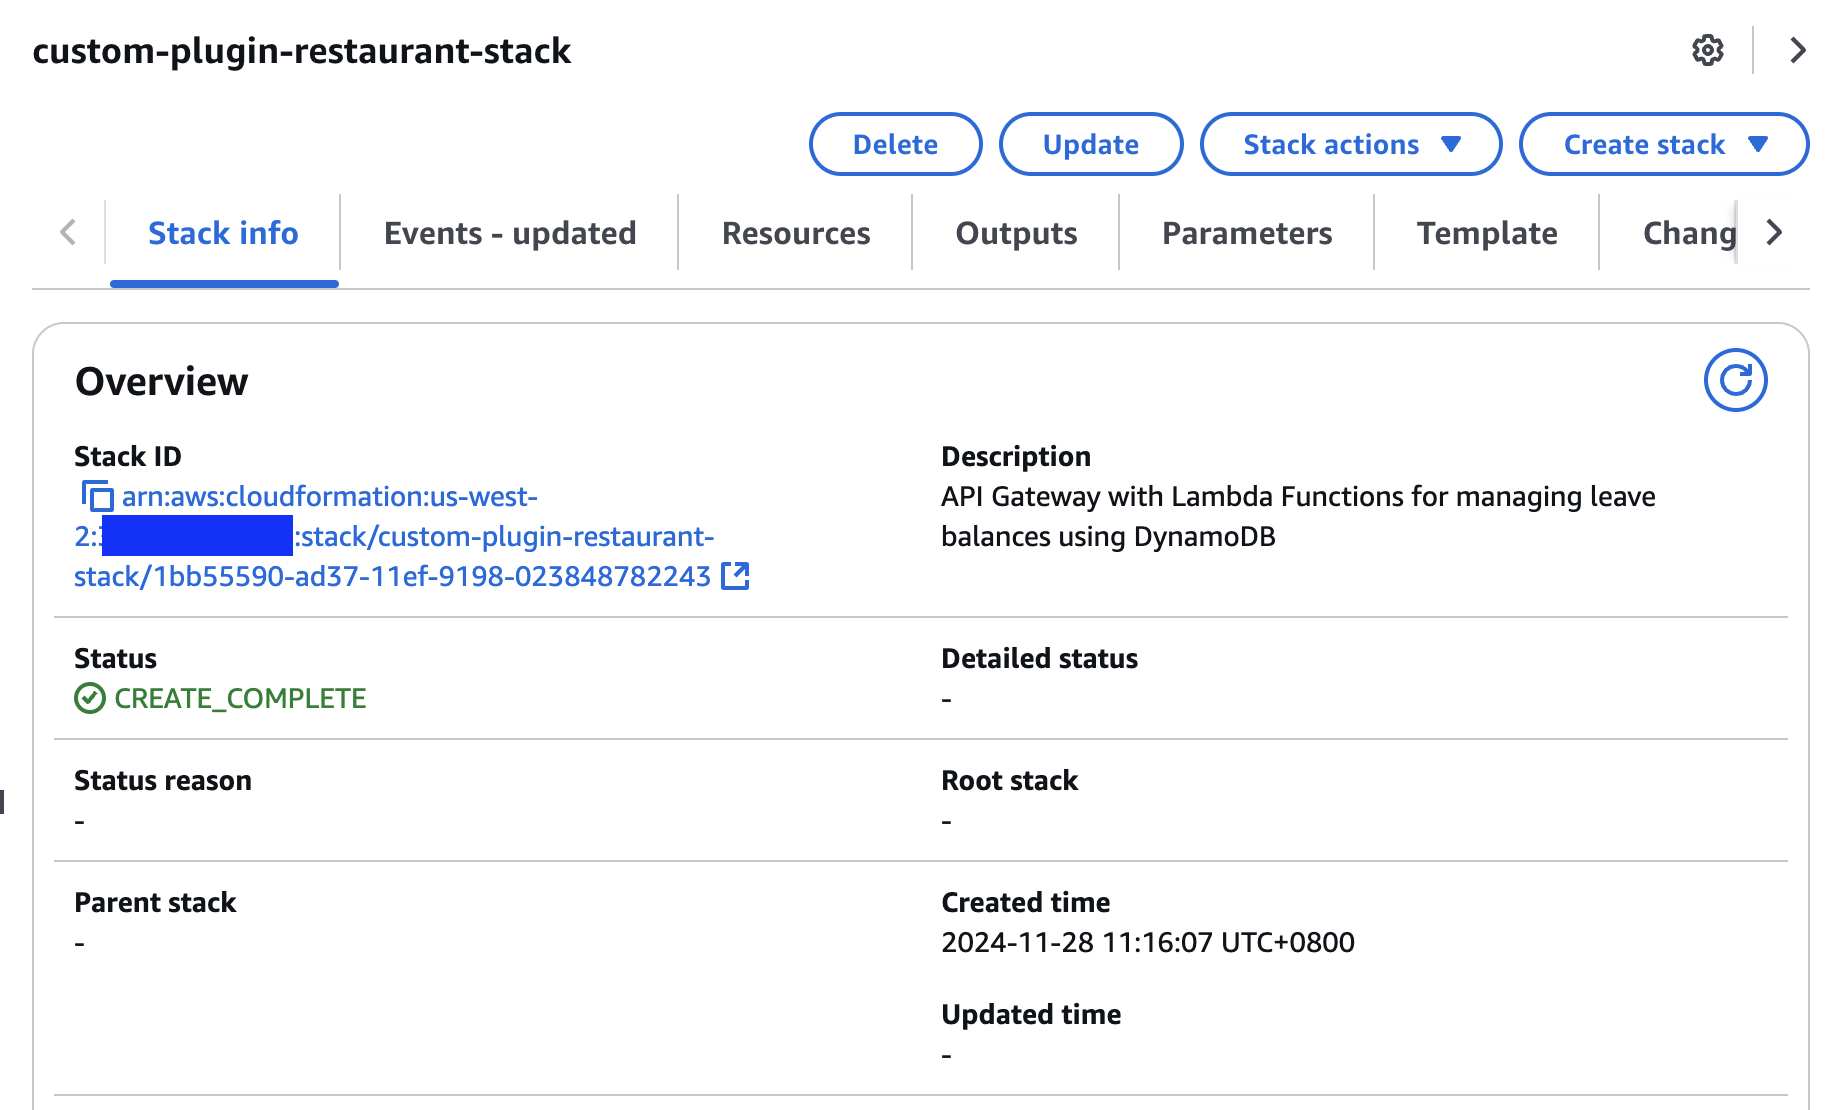 custom-plugin-restaurant-stack
Delete
Update
Stack actions
Create stack
Stack info
Events - updated
Resources
Outputs
Parameters
Template
Chang
Overview
Stack ID
arn:aws:cloudformation:us-west-
2: :stack/custom-plugin-restaurant-
stack/1bb55590-ad37-11ef-9198-023848782243
Description
API Gateway with Lambda Functions for managing leave
balances using DynamoDB
Status
CREATE_COMPLETE
Detailed status
-
Status reason
-
Root stack
-
Parent stack
-
Created time
2024-11-28 11:16:07 UTC+0800
Updated time
-